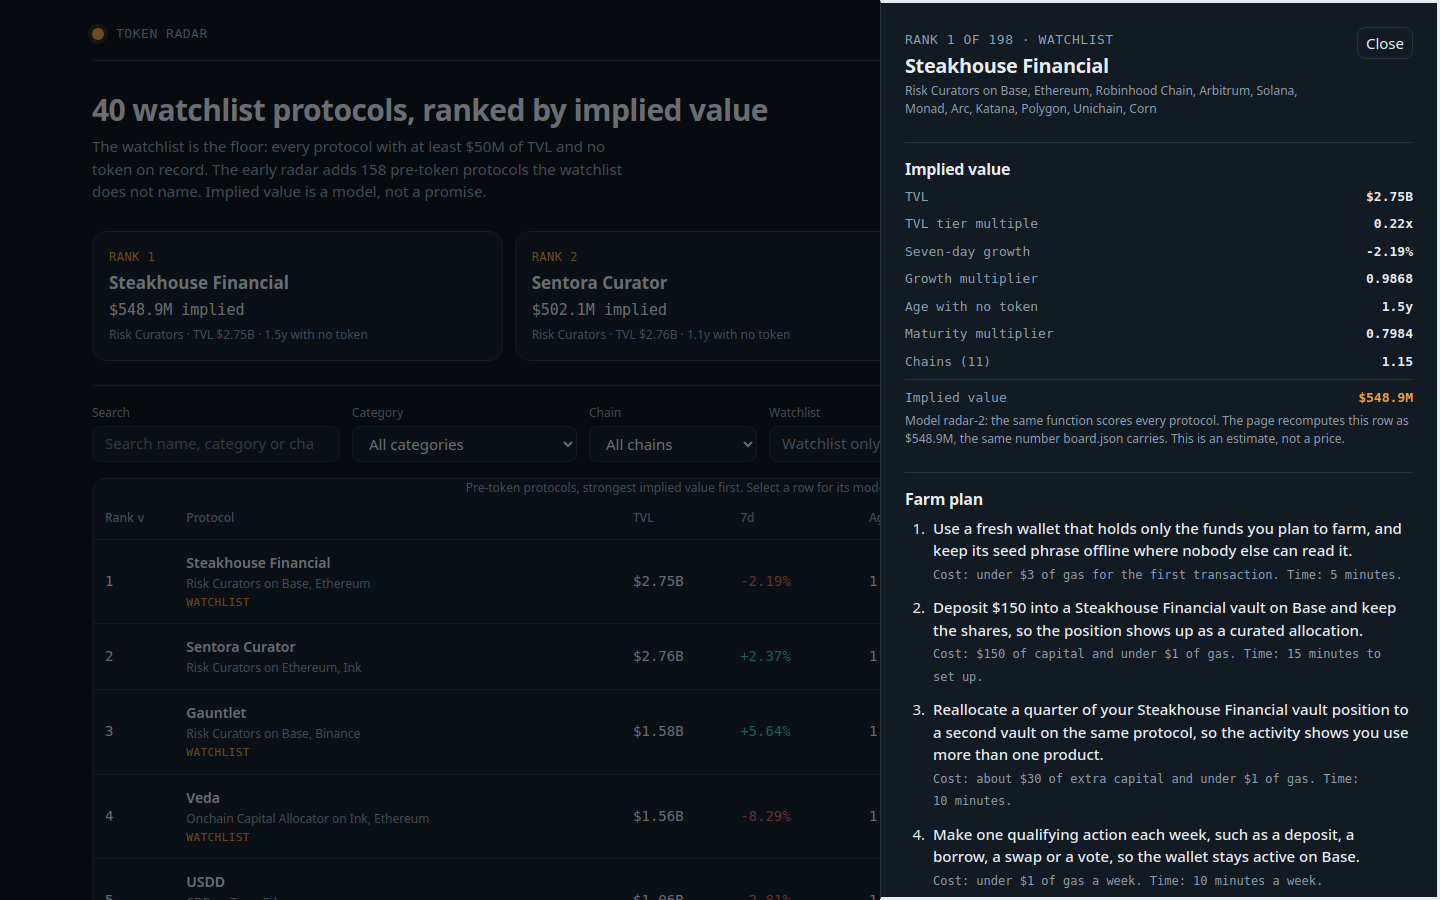 TOKEN RADAR
40 watchlist protocols, ranked by implied value
The watchlist is the floor: every protocol with at least $50M of TVL and no
token on record. The early radar adds 158 pre-token protocols the watchlist
does not name. Implied value is a model, not a promise.
RANK 1
Steakhouse Financial
$548.9M implied
Risk Curators · TVL $2.75B · 1.5y with no token
RANK 2
Sentora Curator
$502.1M implied
Risk Curators · TVL $2.76B · 1.1y with no token
Search
Category
Chain
Watchlist
Search name, category or cha
All categories
All chains
Watchlist only
Pre-token protocols, strongest implied value first. Select a row for its mode
Rank v
Protocol
TVL
7d
Ag
1
Steakhouse Financial
Risk Curators on Base, Ethereum
WATCHLIST
$2.75B
-2.19%
1
2
Sentora Curator
Risk Curators on Ethereum, Ink
$2.76B
+2.37%
1
3
Gauntlet
Risk Curators on Base, Binance
WATCHLIST
$1.58B
+5.64%
1
4
Veda
Onchain Capital Allocator on Ink, Ethereum
WATCHLIST
$1.56B
-8.29%
1
USDD
RANK 1 OF 198 · WATCHLIST
Close
Steakhouse Financial
Risk Curators on Base, Ethereum, Robinhood Chain, Arbitrum, Solana,
Monad, Arc, Katana, Polygon, Unichain, Corn
Implied value
TVL $2.75B
TVL tier multiple 0.22x
Seven-day growth -2.19%
Growth multiplier 0.9868
Age with no token 1.5y
Maturity multiplier 0.7984
Chains (11) 1.15
Implied value $548.9M
Model radar-2: the same function scores every protocol. The page recomputes this row as
$548.9M, the same number board.json carries. This is an estimate, not a price.
Farm plan
1. Use a fresh wallet that holds only the funds you plan to farm, and
keep its seed phrase offline where nobody else can read it.
Cost: under $3 of gas for the first transaction. Time: 5 minutes.
2. Deposit $150 into a Steakhouse Financial vault on Base and keep
the shares, so the position shows up as a curated allocation.
Cost: $150 of capital and under $1 of gas. Time: 15 minutes to
set up.
3. Reallocate a quarter of your Steakhouse Financial vault position to
a second vault on the same protocol, so the activity shows you use
more than one product.
Cost: about $30 of extra capital and under $1 of gas. Time:
10 minutes.
4. Make one qualifying action each week, such as a deposit, a
borrow, a swap or a vote, so the wallet stays active on Base.
Cost: under $1 of gas a week. Time: 10 minutes a week.